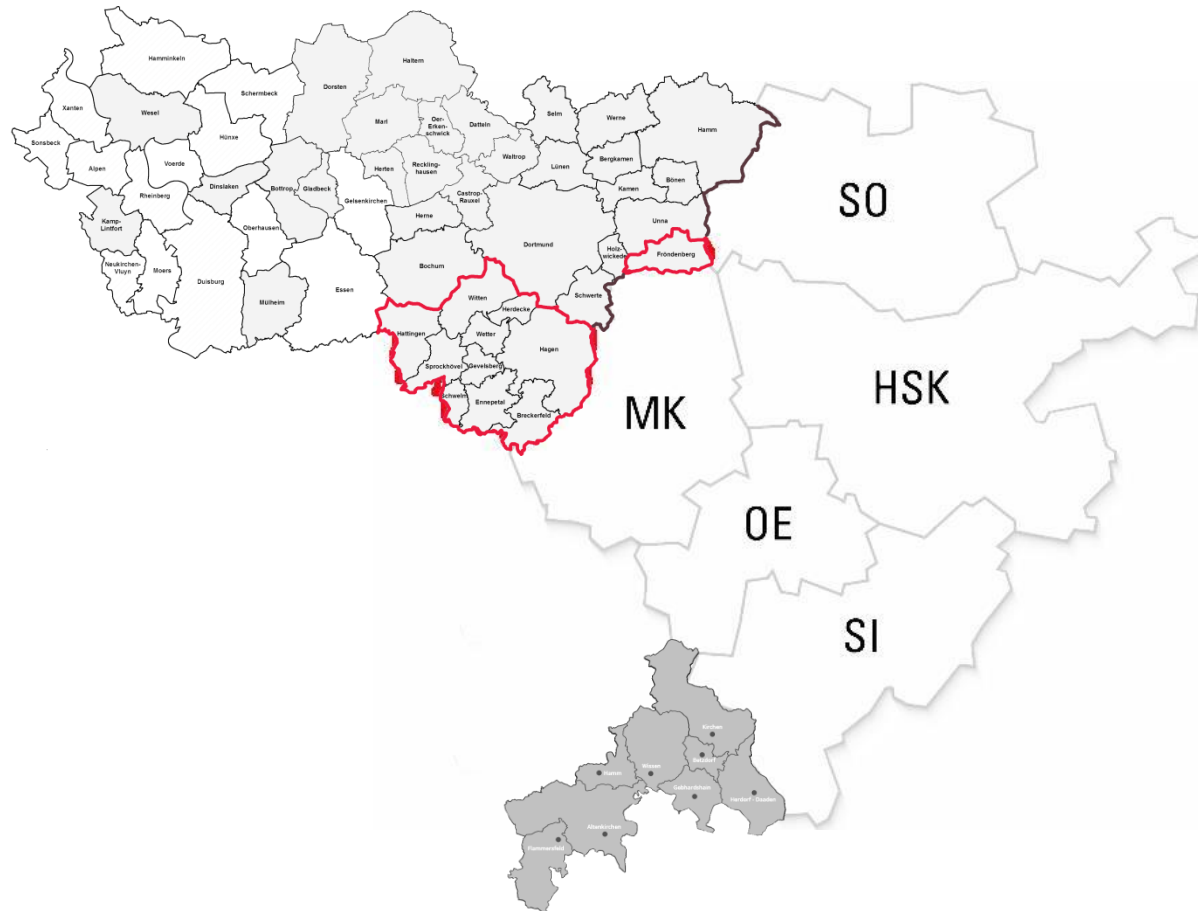 Hamminkeln
Haltern
Dorsten
Schermbeck
Xanten
Wesel
Selm
Werne
Marl
Oer-
Erken-
schwick
Datteln
Hamm
Hünxe
Sonsbeck
Waltrop
Bergkamen
Alpen
Voerde
Herten
Reckling-
hausen
Lünen
Bönen
Dinslaken
Bottrop
Gladbeck
Kamen
Rheinberg
Castrop-
Rauxel
Gelsenkirchen
SO
Herne
Unna
Kamp-
Lintfort
Oberhausen
Dortmund
Holz-
wickede
Fröndenberg
Bochum
Neukirchen-
Vluyn
Moers
Duisburg
Essen
Mülheim
Schwerte
Witten
Herdecke
Hattingen
Wetter
Hagen
Sprockhövel
Gevelsberg
HSK
Schwelm
Ennepetal
Breckerfeld
MK
OE
SI
Kirchen
Betzdorf
Wissen
Hamm
Gebhardshain
Herdorf - Daaden
Altenkirchen
Flammersfeld